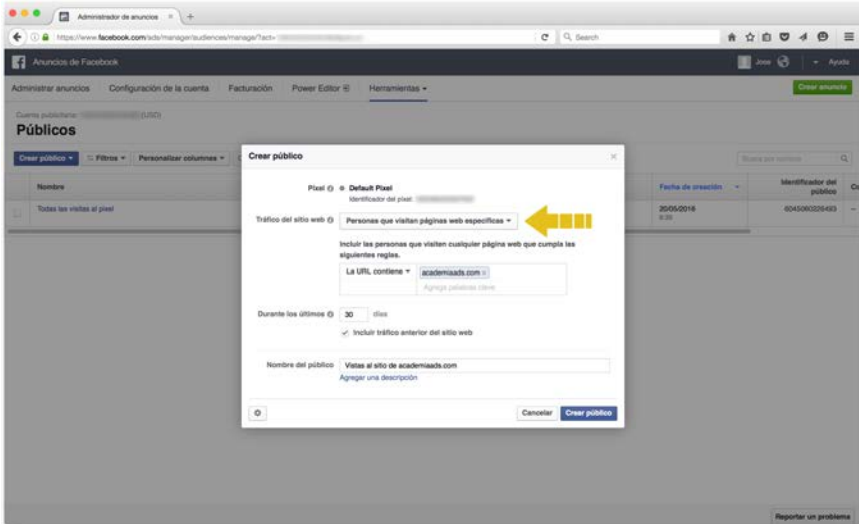 Administrador de anuncios
https://www.facebook.com/ads/manager/audiences/manage/?act=
Search
Anuncios de Facebook
Jose
Ayuda
Administrar anuncios
Configuración de la cuenta
Facturación
Power Editor
Herramientas
Crear anuncio
Cuenta publicitaria: (USD)
Públicos
Crear público
Filtros
Personalizar columnas
Busca por nombre
Nombre
Fecha de creación
Identificador del público
Todas las visitas al pixel
20/05/2016
6045060326493
Crear público
Píxel
Default Pixel
Identificador del píxel:
Tráfico del sitio web
Personas que visitan páginas web específicas
Incluir las personas que visiten cualquier página web que cumpla las
siguientes reglas.
La URL contiene
academiaads.com
Agrega palabras clave
Durante los últimos
30
días
Incluir tráfico anterior del sitio web
Nombre del público
Vistas al sitio de academiaads.com
Agregar una descripción
Cancelar
Crear público
Reportar un problema